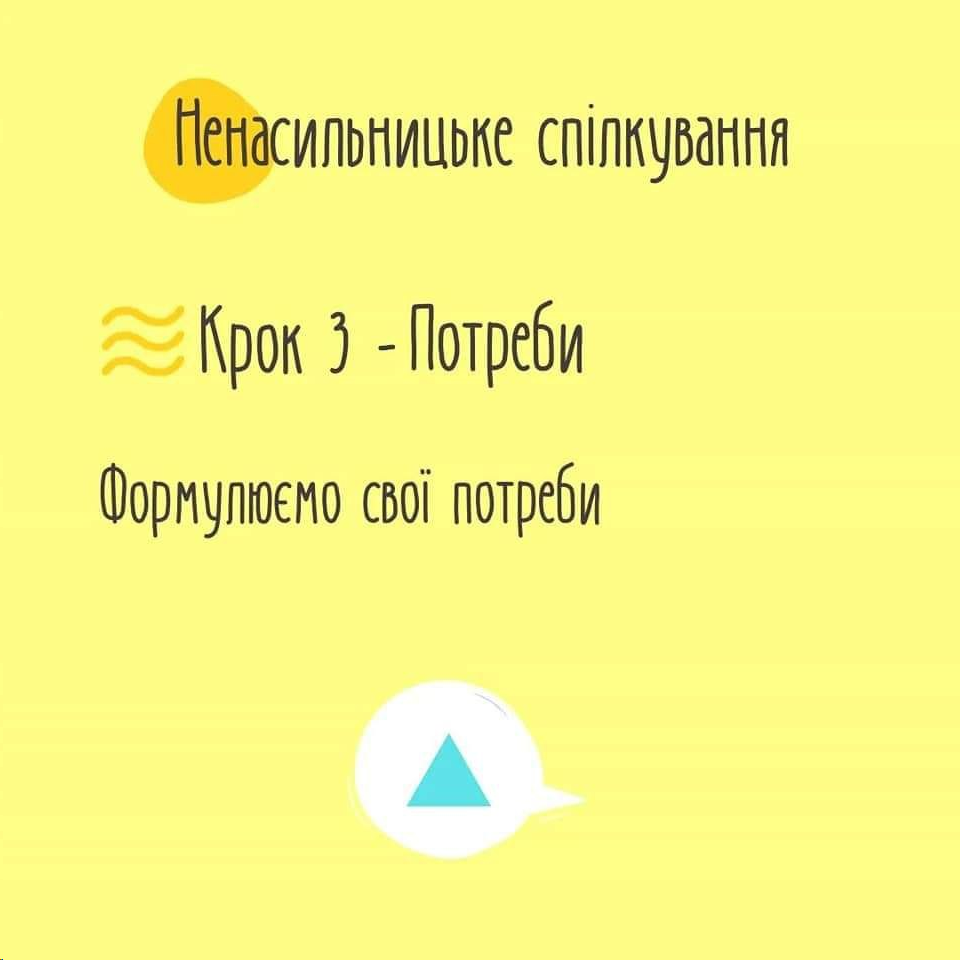 Ненасильницьке спілкування
Крок 3 - Потреби
Формулюємо свої потреби